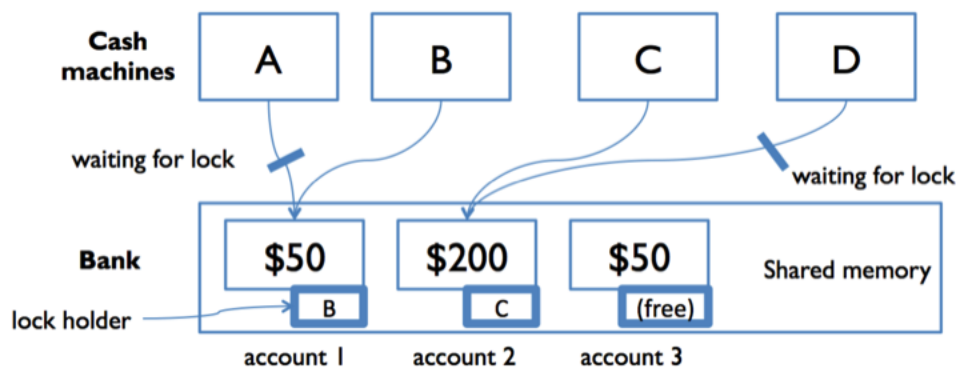 Cash
machines
A
B
C
D
waiting for lock
waiting for lock
Bank
$50
$200
$50
Shared memory
lock holder
B
C
(free)
account 1
account 2
account 3